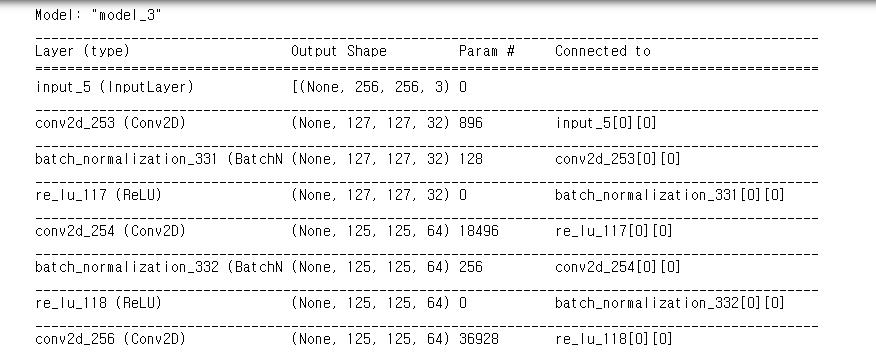 Model: "model_3"
__________________________________________________________________________________________________
Layer (type)                    Output Shape         Param #     Connected to
==================================================================================================
input_5 (InputLayer)            [(None, 256, 256, 3) 0
__________________________________________________________________________________________________
conv2d_253 (Conv2D)             (None, 127, 127, 32) 896         input_5[0][0]
__________________________________________________________________________________________________
batch_normalization_331 (BatchN (None, 127, 127, 32) 128         conv2d_253[0][0]
__________________________________________________________________________________________________
re_lu_117 (ReLU)                (None, 127, 127, 32) 0           batch_normalization_331[0][0]
__________________________________________________________________________________________________
conv2d_254 (Conv2D)             (None, 125, 125, 64) 18496       re_lu_117[0][0]
__________________________________________________________________________________________________
batch_normalization_332 (BatchN (None, 125, 125, 64) 256         conv2d_254[0][0]
__________________________________________________________________________________________________
re_lu_118 (ReLU)                (None, 125, 125, 64) 0           batch_normalization_332[0][0]
__________________________________________________________________________________________________
conv2d_256 (Conv2D)             (None, 125, 125, 64) 36928       re_lu_118[0][0]